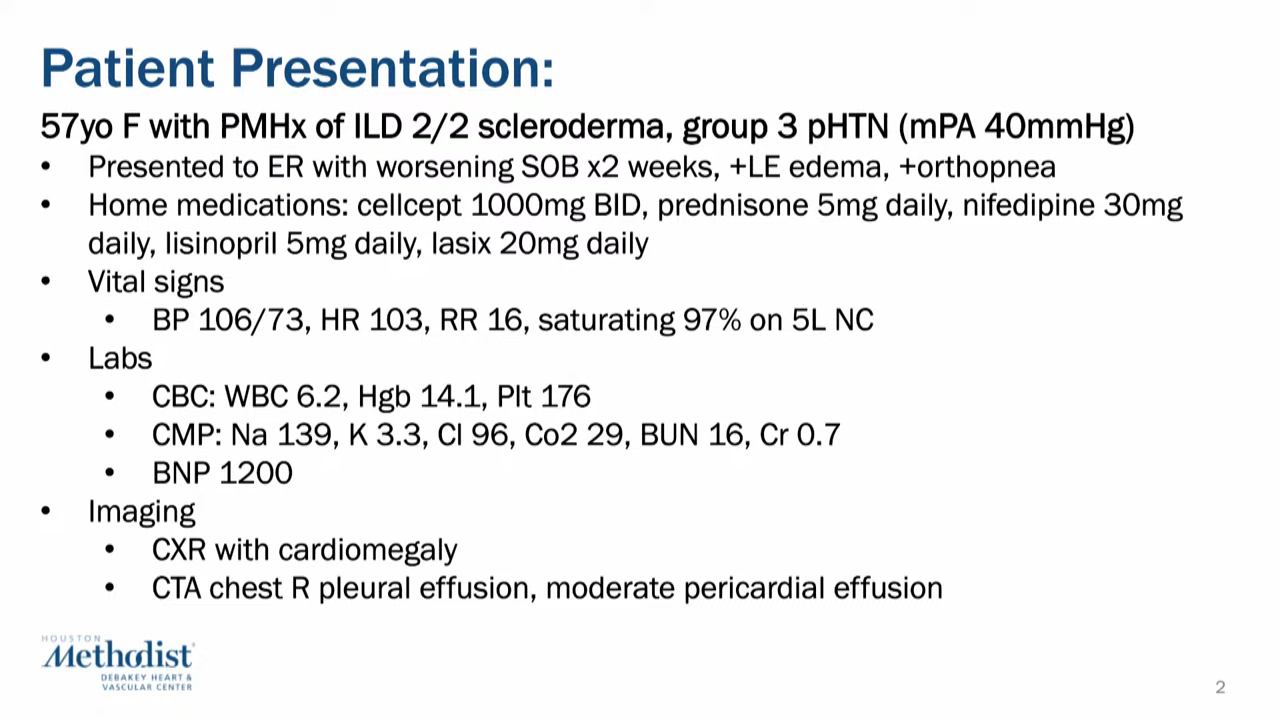 Patient Presentation:
57yo F with PMHx of ILD 2/2 scleroderma, group 3 pHTN (mPA 40mmHg)
• Presented to ER with worsening SOB x2 weeks, +LE edema, +orthopnea
• Home medications: cellcept 1000mg BID, prednisone 5mg daily, nifedipine 30mg
daily, lisinopril 5mg daily, lasix 20mg daily
• Vital signs
• BP 106/73, HR 103, RR 16, saturating 97% on 5L NC
• Labs
• CBC: WBC 6.2, Hgb 14.1, Plt 176
• CMP: Na 139, K 3.3, Cl 96, Co2 29, BUN 16, Cr 0.7
• BNP 1200
• Imaging
• CXR with cardiomegaly
• CTA chest R pleural effusion, moderate pericardial effusion
HOUSTON
Methodist
DEBAKEY HEART &
VASCULAR CENTER
2